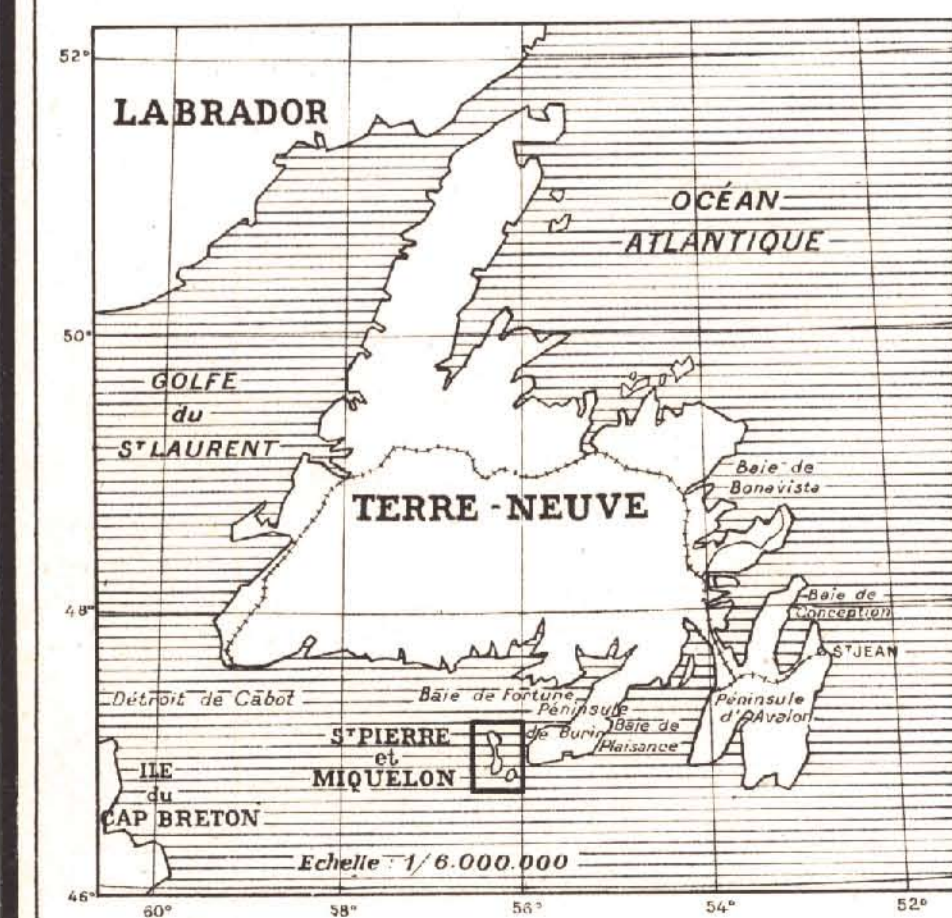 52°
LABRADOR
OCÉAN
ATLANTIQUE
50°
GOLFE
du
Sᵀ LAURENT
Baie de
Bonavista
TERRE-NEUVE
48°
Baie de
Conception
Sᵀ JEAN
Détroit de Cabot
Baie de Fortune
Péninsule
de Burin
Baie de
Plaisance
Péninsule
d'Avalon
Sᵀ PIERRE
et
MIQUELON
ILE
du
CAP BRETON
Echelle : 1/6.000.000
46°
60°
58°
56°
54°
52°